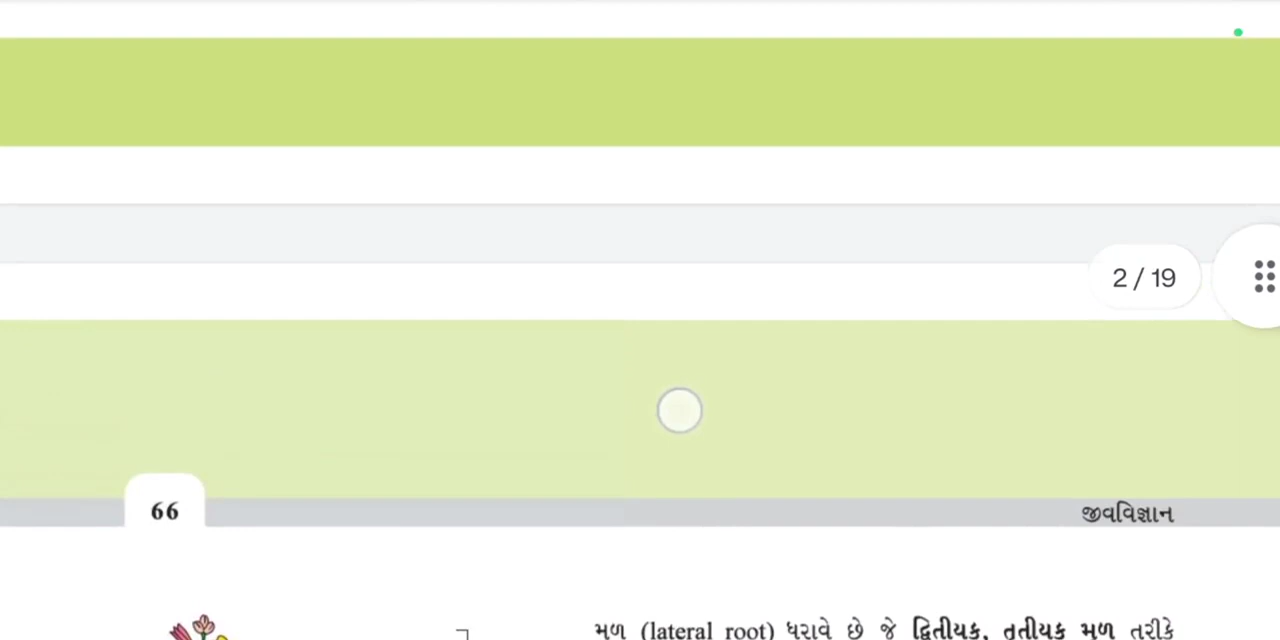 2 / 19
66
જીવવિજ્ઞાન
મૂળ (lateral root) ધરાવે છે જે દ્વિતીયક, તૃતીયક મૂળ તરીકે